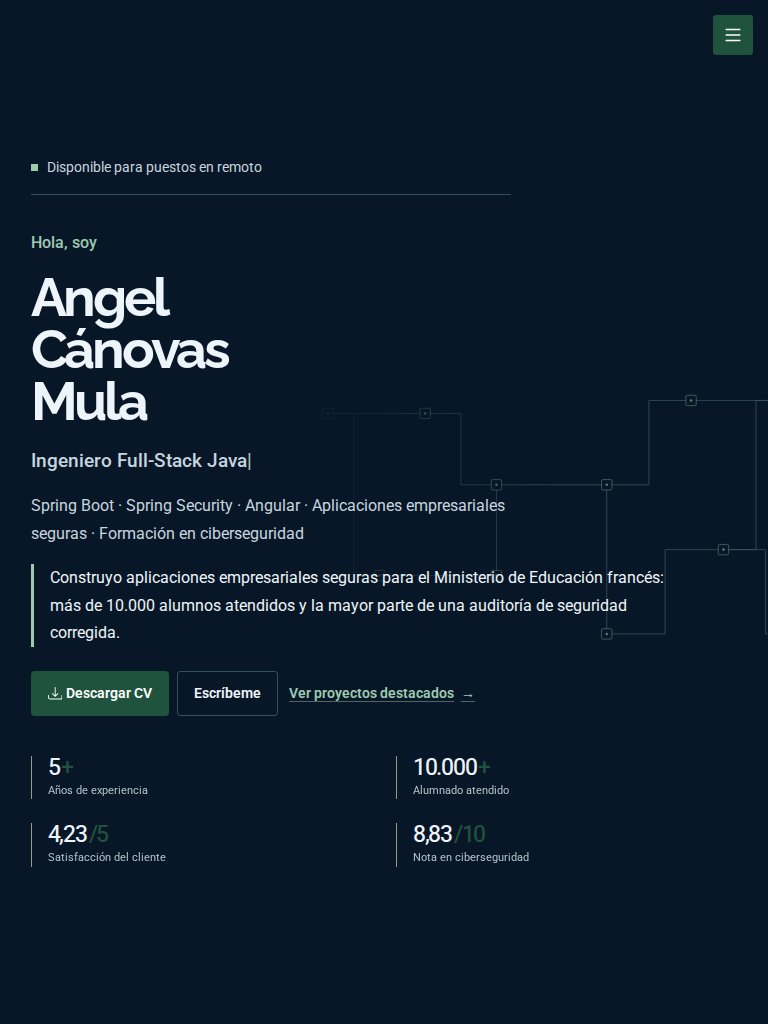 Disponible para puestos en remoto
Hola, soy
Angel
Cánovas
Mula
Ingeniero Full-Stack Java|
Spring Boot · Spring Security · Angular · Aplicaciones empresariales
seguras · Formación en ciberseguridad
Construyo aplicaciones empresariales seguras para el Ministerio de Educación francés:
más de 10.000 alumnos atendidos y la mayor parte de una auditoría de seguridad
corregida.
Descargar CV
Escríbeme
Ver proyectos destacados →
5+
Años de experiencia
10.000+
Alumnado atendido
4,23/5
Satisfacción del cliente
8,83/10
Nota en ciberseguridad